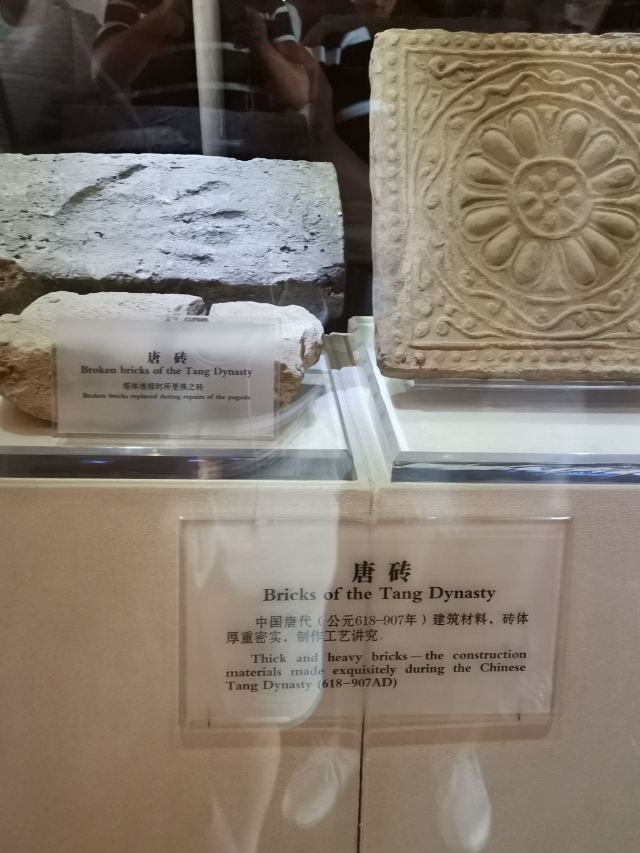 唐 砖
Broken bricks of the Tang Dynasty
塔体维修时所更换之砖
Broken bricks replaced during repairs of the pagoda
唐 砖
Bricks of the Tang Dynasty
中国唐代（公元618-907年）建筑材料，砖体
厚重密实，制作工艺讲究。
Thick and heavy bricks — the construction
materials made exquisitely during the Chinese
Tang Dynasty (618-907AD)